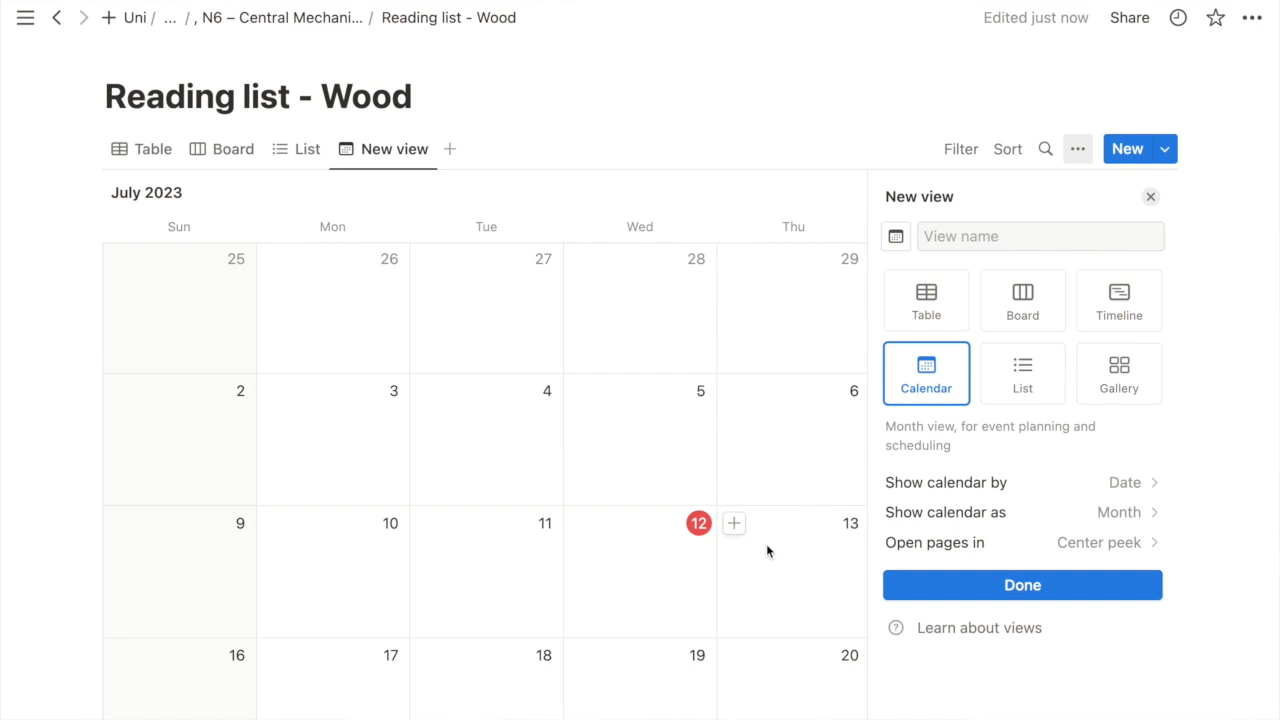 Uni / ... / , N6 – Central Mechani... / Reading list - Wood
Edited just now Share
Reading list - Wood
Table Board List New view
Filter Sort New
July 2023
Sun Mon Tue Wed Thu
25 26 27 28 29
2 3 4 5 6
9 10 11 12 13
16 17 18 19 20
New view
View name
Table Board Timeline
Calendar List Gallery
Month view, for event planning and
scheduling
Show calendar by Date
Show calendar as Month
Open pages in Center peek
Done
? Learn about views